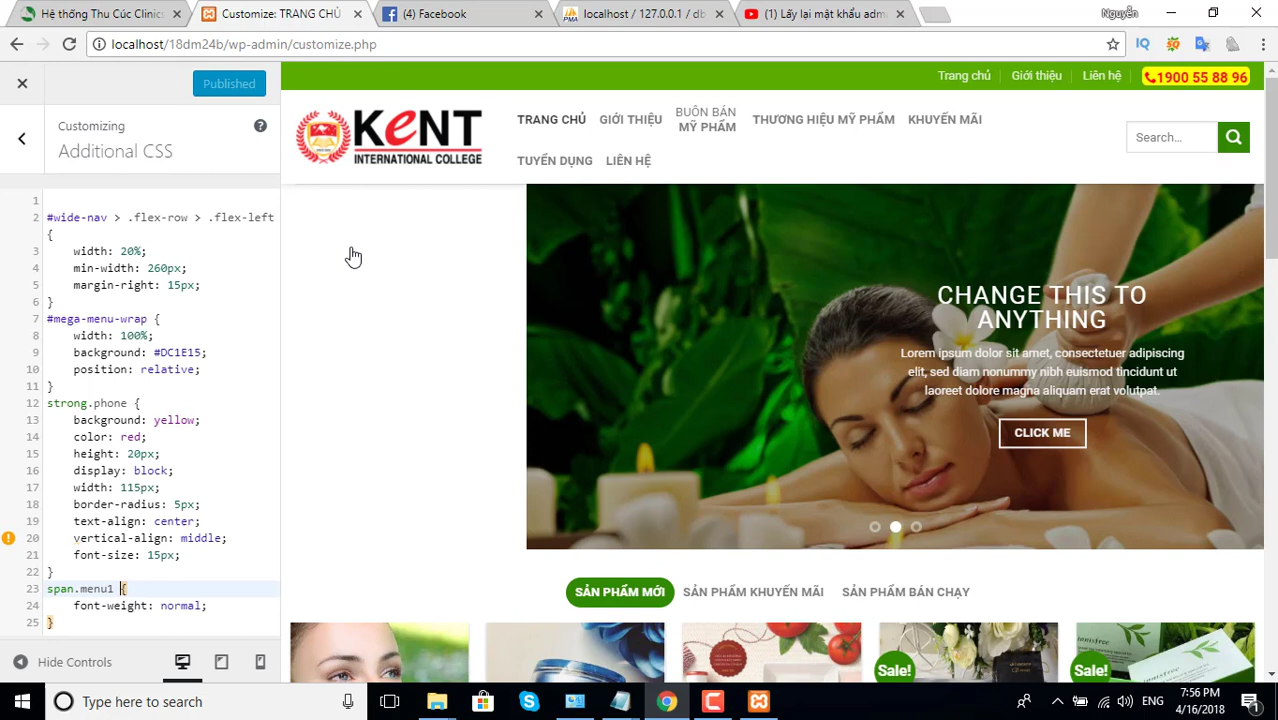 Hệ thống Thu Cúc Clinics
Customize: TRANG CHỦ
(4) Facebook
localhost / 127.0.0.1 / db
(1) Lấy lại mật khẩu adm
Nguyễn
localhost/18dm24b/wp-admin/customize.php
Published
Customizing
Additional CSS
1
2 #wide-nav > .flex-row > .flex-left
{
3 width: 20%;
4 min-width: 260px;
5 margin-right: 15px;
6 }
7 #mega-menu-wrap {
8 width: 100%;
9 background: #DC1E15;
10 position: relative;
11 }
12 strong.phone {
13 background: yellow;
14 color: red;
15 height: 20px;
16 display: block;
17 width: 115px;
18 border-radius: 5px;
19 text-align: center;
20 vertical-align: middle;
21 font-size: 15px;
22 }
23 span.menu1 {
24 font-weight: normal;
25 }
Hide Controls
Trang chủ Giới thiệu Liên hệ 1900 55 88 96
KENT
INTERNATIONAL COLLEGE
TRANG CHỦ GIỚI THIỆU BUÔN BÁN
MỸ PHẨM THƯƠNG HIỆU MỸ PHẨM KHUYẾN MÃI
TUYỂN DỤNG LIÊN HỆ
Search...
CHANGE THIS TO
ANYTHING
Lorem ipsum dolor sit amet, consectetuer adipiscing
elit, sed diam nonummy nibh euismod tincidunt ut
laoreet dolore magna aliquam erat volutpat.
CLICK ME
SẢN PHẨM MỚI SẢN PHẨM KHUYẾN MÃI SẢN PHẨM BÁN CHẠY
Sale!
Sale!
innisfree
innisfree
Type here to search
ENG
7:56 PM
4/16/2018